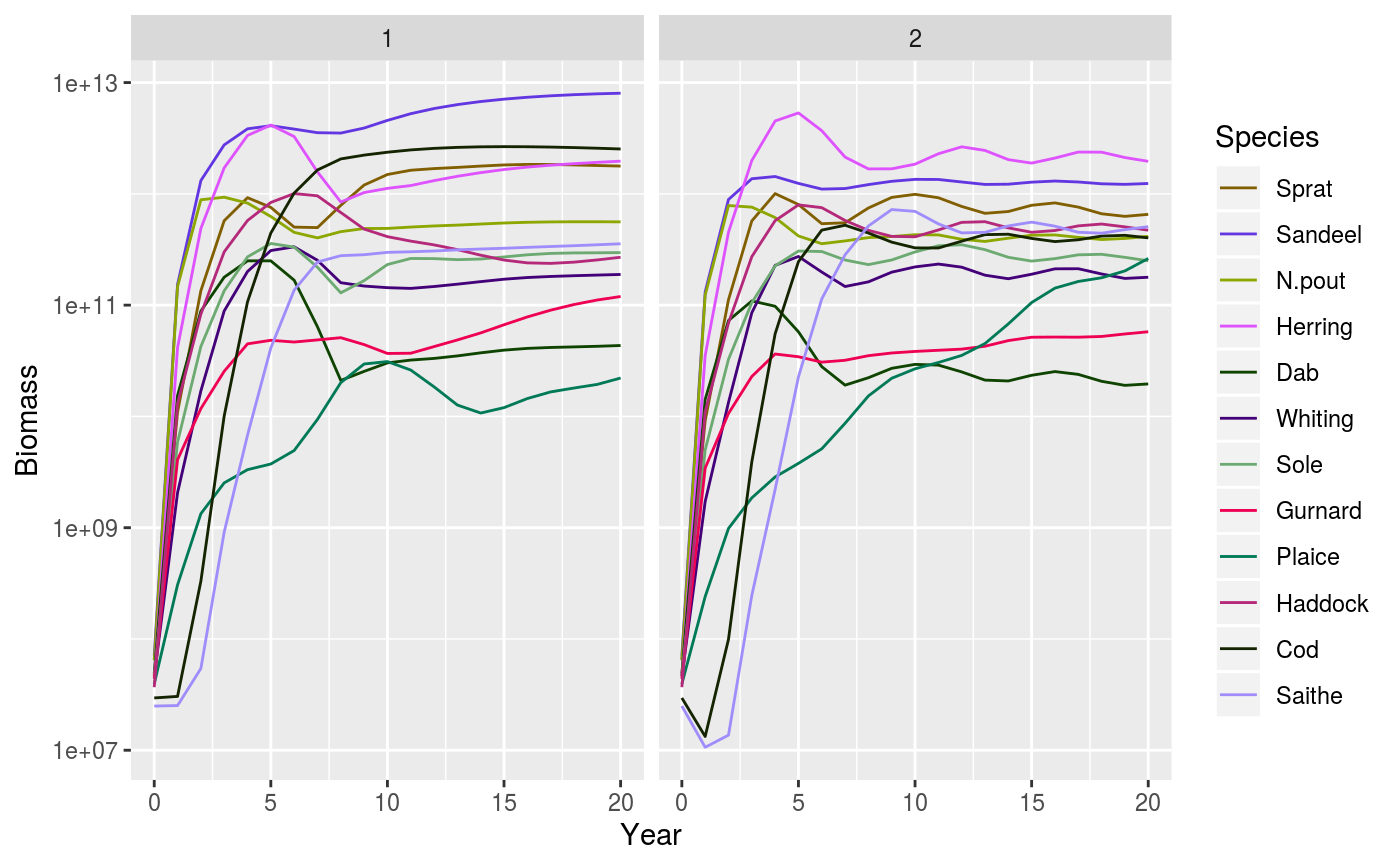 1
2
1e+13
1e+11
1e+09
1e+07
Biomass
0
5
10
15
20
0
5
10
15
20
Year
Species
Sprat
Sandeel
N.pout
Herring
Dab
Whiting
Sole
Gurnard
Plaice
Haddock
Cod
Saithe